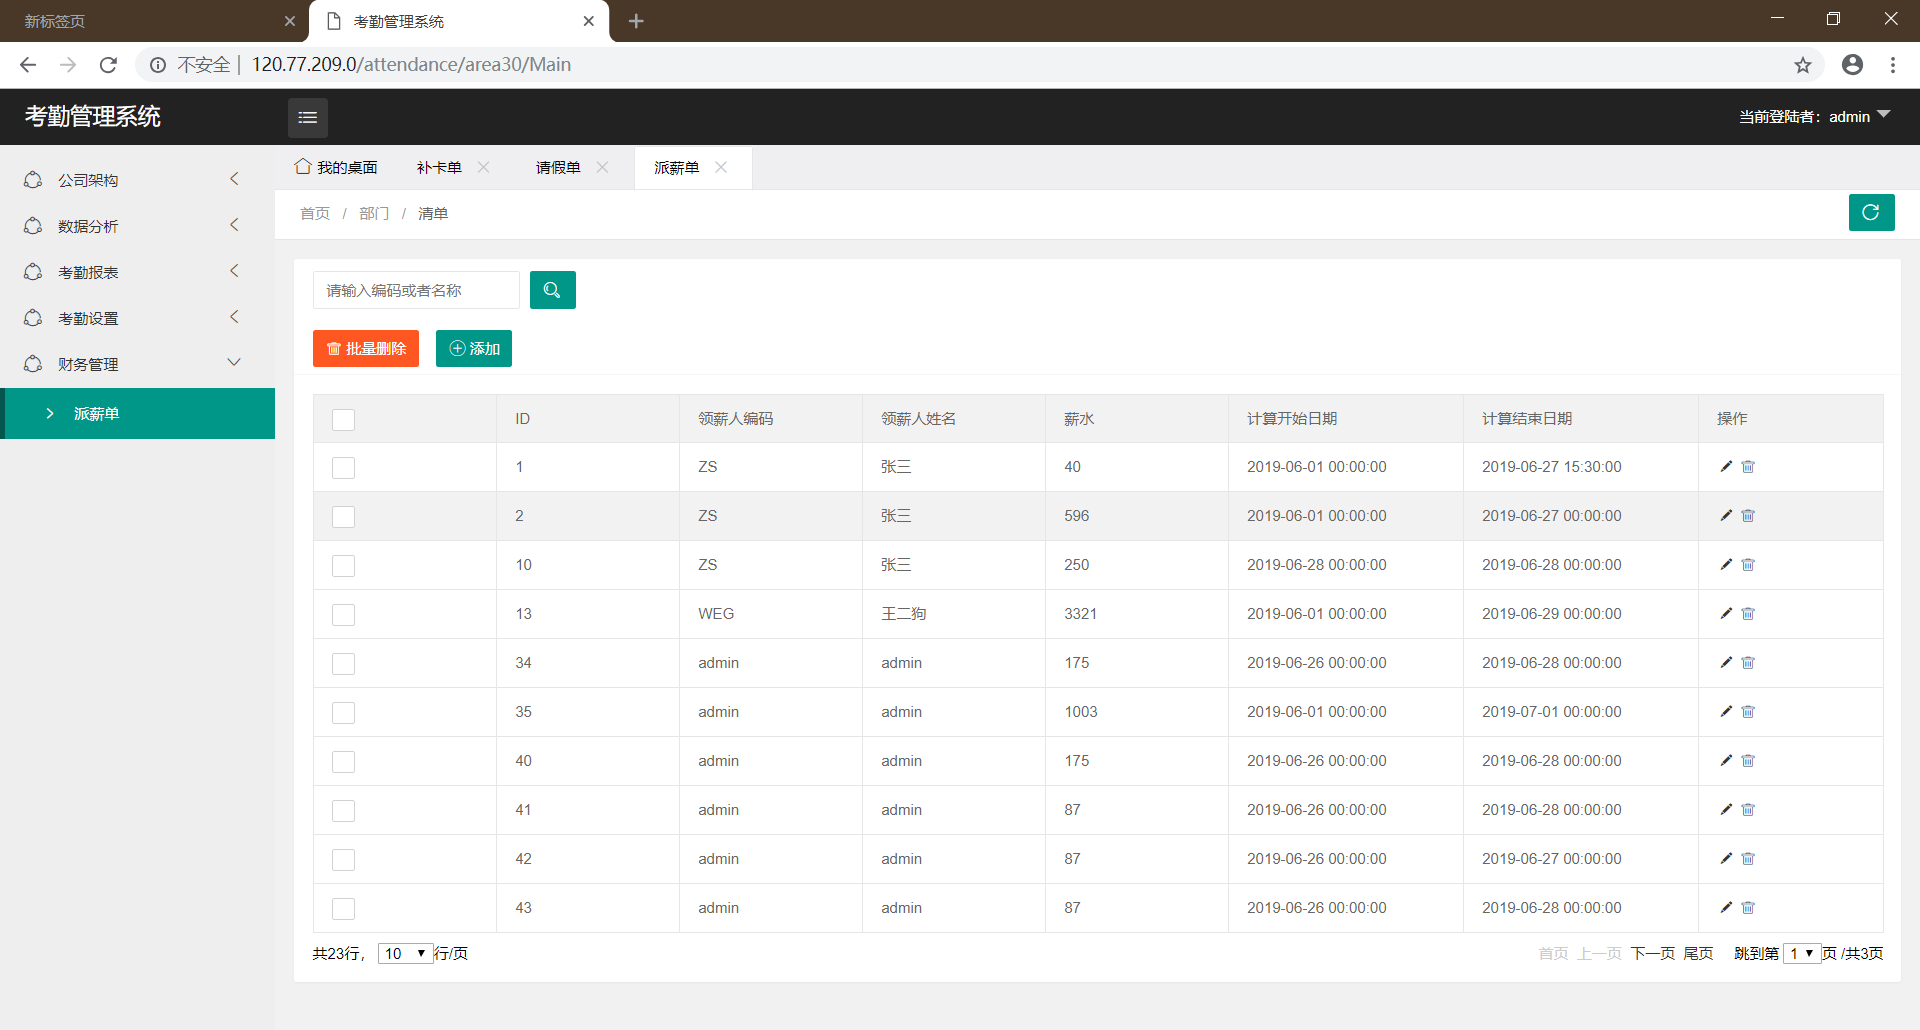 新标签页
考勤管理系统
不安全 | 120.77.209.0/attendance/area30/Main
考勤管理系统
当前登陆者：admin
公司架构
数据分析
考勤报表
考勤设置
财务管理
派薪单
我的桌面 补卡单 请假单 派薪单
首页 / 部门 / 清单
请输入编码或者名称
批量删除 添加
ID 领薪人编码 领薪人姓名 薪水 计算开始日期 计算结束日期 操作
1 ZS 张三 40 2019-06-01 00:00:00 2019-06-27 15:30:00
2 ZS 张三 596 2019-06-01 00:00:00 2019-06-27 00:00:00
10 ZS 张三 250 2019-06-28 00:00:00 2019-06-28 00:00:00
13 WEG 王二狗 3321 2019-06-01 00:00:00 2019-06-29 00:00:00
34 admin admin 175 2019-06-26 00:00:00 2019-06-28 00:00:00
35 admin admin 1003 2019-06-01 00:00:00 2019-07-01 00:00:00
40 admin admin 175 2019-06-26 00:00:00 2019-06-28 00:00:00
41 admin admin 87 2019-06-26 00:00:00 2019-06-28 00:00:00
42 admin admin 87 2019-06-26 00:00:00 2019-06-27 00:00:00
43 admin admin 87 2019-06-26 00:00:00 2019-06-28 00:00:00
共23行， 10 行/页 首页 上一页 下一页 尾页 跳到第 1 页 /共3页